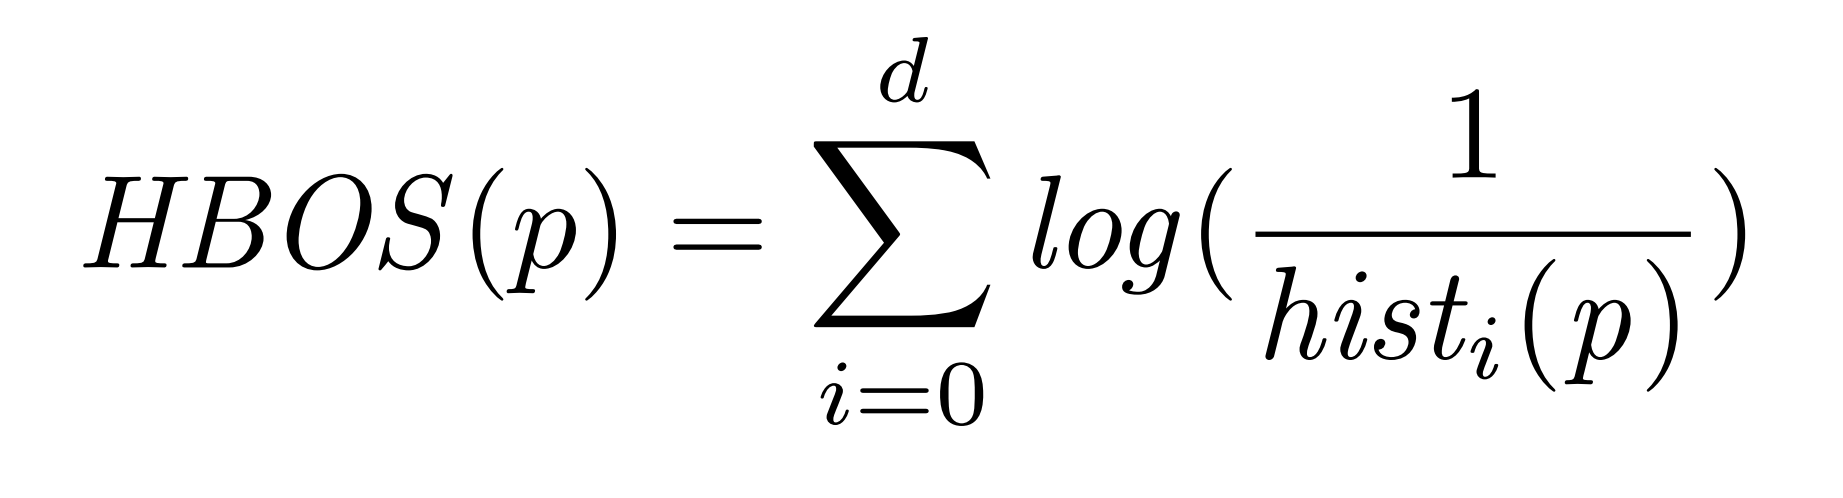 HBOS(p) = \sum_{i=0}^{d} log(\frac{1}{hist_i(p)})